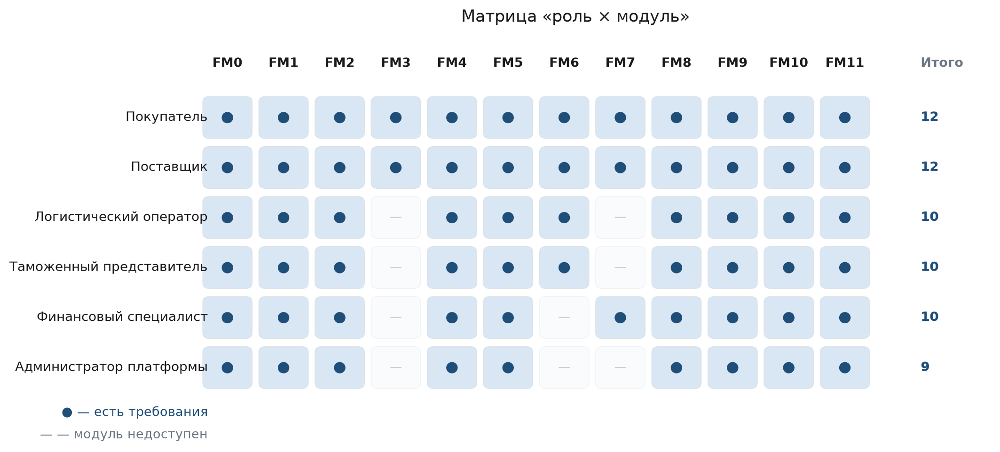 Матрица «роль × модуль»
FM0 FM1 FM2 FM3 FM4 FM5 FM6 FM7 FM8 FM9 FM10 FM11 Итого
Покупатель ● ● ● ● ● ● ● ● ● ● ● ● 12
Поставщик ● ● ● ● ● ● ● ● ● ● ● ● 12
Логистический оператор ● ● ● — ● ● ● — ● ● ● ● 10
Таможенный представитель ● ● ● — ● ● ● — ● ● ● ● 10
Финансовый специалист ● ● ● — ● ● — ● ● ● ● ● 10
Администратор платформы ● ● ● — ● ● — — ● ● ● ● 9
● — есть требования
— — модуль недоступен